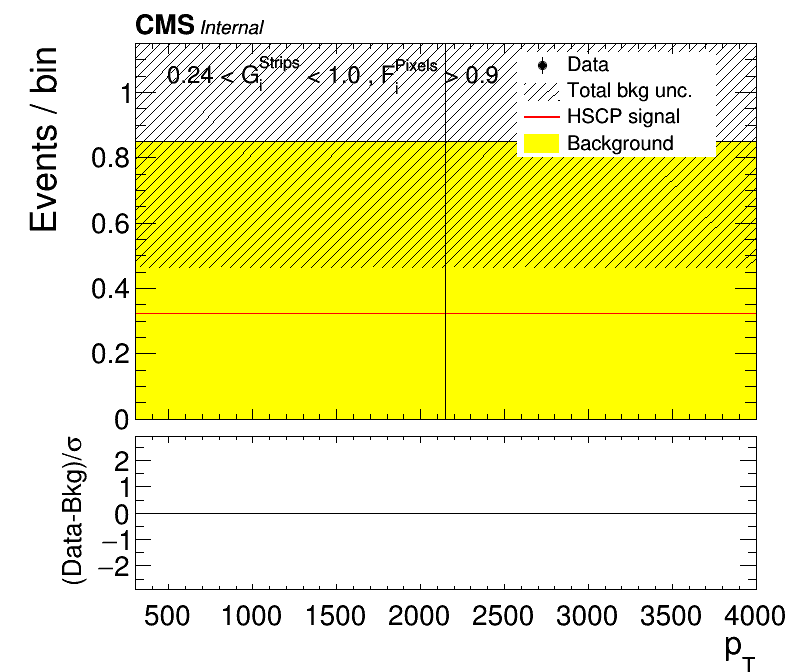 CMS Internal
0.24 < G_i^Strips < 1.0 , F_i^Pixels > 0.9
Data
Total bkg unc.
HSCP signal
Background
Events / bin
1
0.8
0.6
0.4
0.2
0
(Data-Bkg)/σ
2
1
0
−1
−2
500 1000 1500 2000 2500 3000 3500 4000
p_T